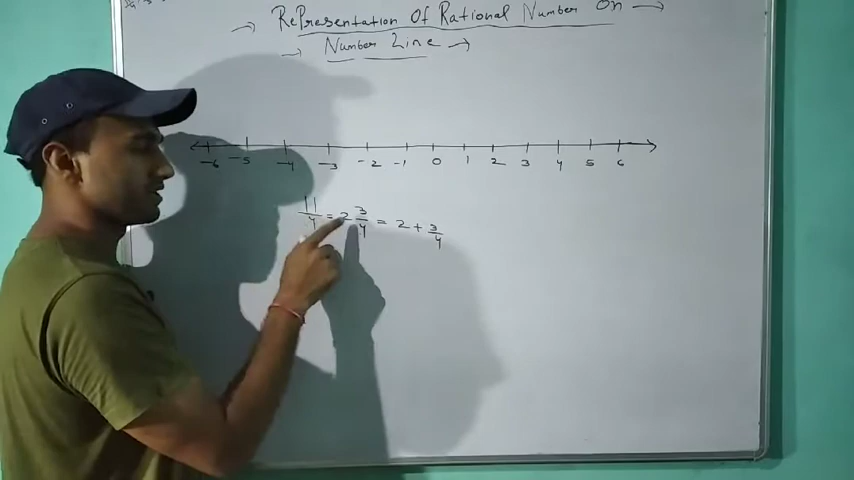 → Representation Of Rational Number On →
→ Number Line →
-6 -5 -4 -3 -2 -1 0 1 2 3 4 5 6
11/4 = 2 3/4 = 2 + 3/4